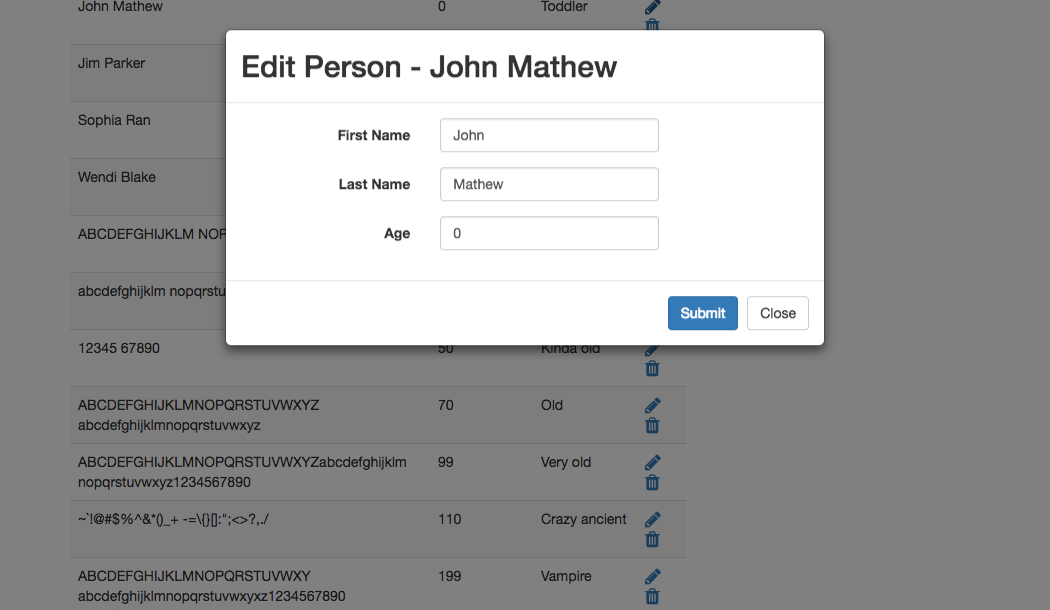 John Mathew 0 Toddler
Edit Person - John Mathew
Jim Parker
First Name John
Sophia Ran
Last Name Mathew
Wendi Blake
Age 0
ABCDEFGHIJKLM NOP
abcdefghijklm nopqrstu
Submit Close
12345 67890 50 Kinda old
ABCDEFGHIJKLMNOPQRSTUVWXYZ 70 Old
abcdefghijklmnopqrstuvwxyz
ABCDEFGHIJKLMNOPQRSTUVWXYZabcdefghijklm 99 Very old
nopqrstuvwxyz1234567890
~`!@#$%^&*()_+ -=\{}[]:";<>?,./ 110 Crazy ancient
ABCDEFGHIJKLMNOPQRSTUVWXY 199 Vampire
abcdefghijklmnopqrstuvwxyxz1234567890